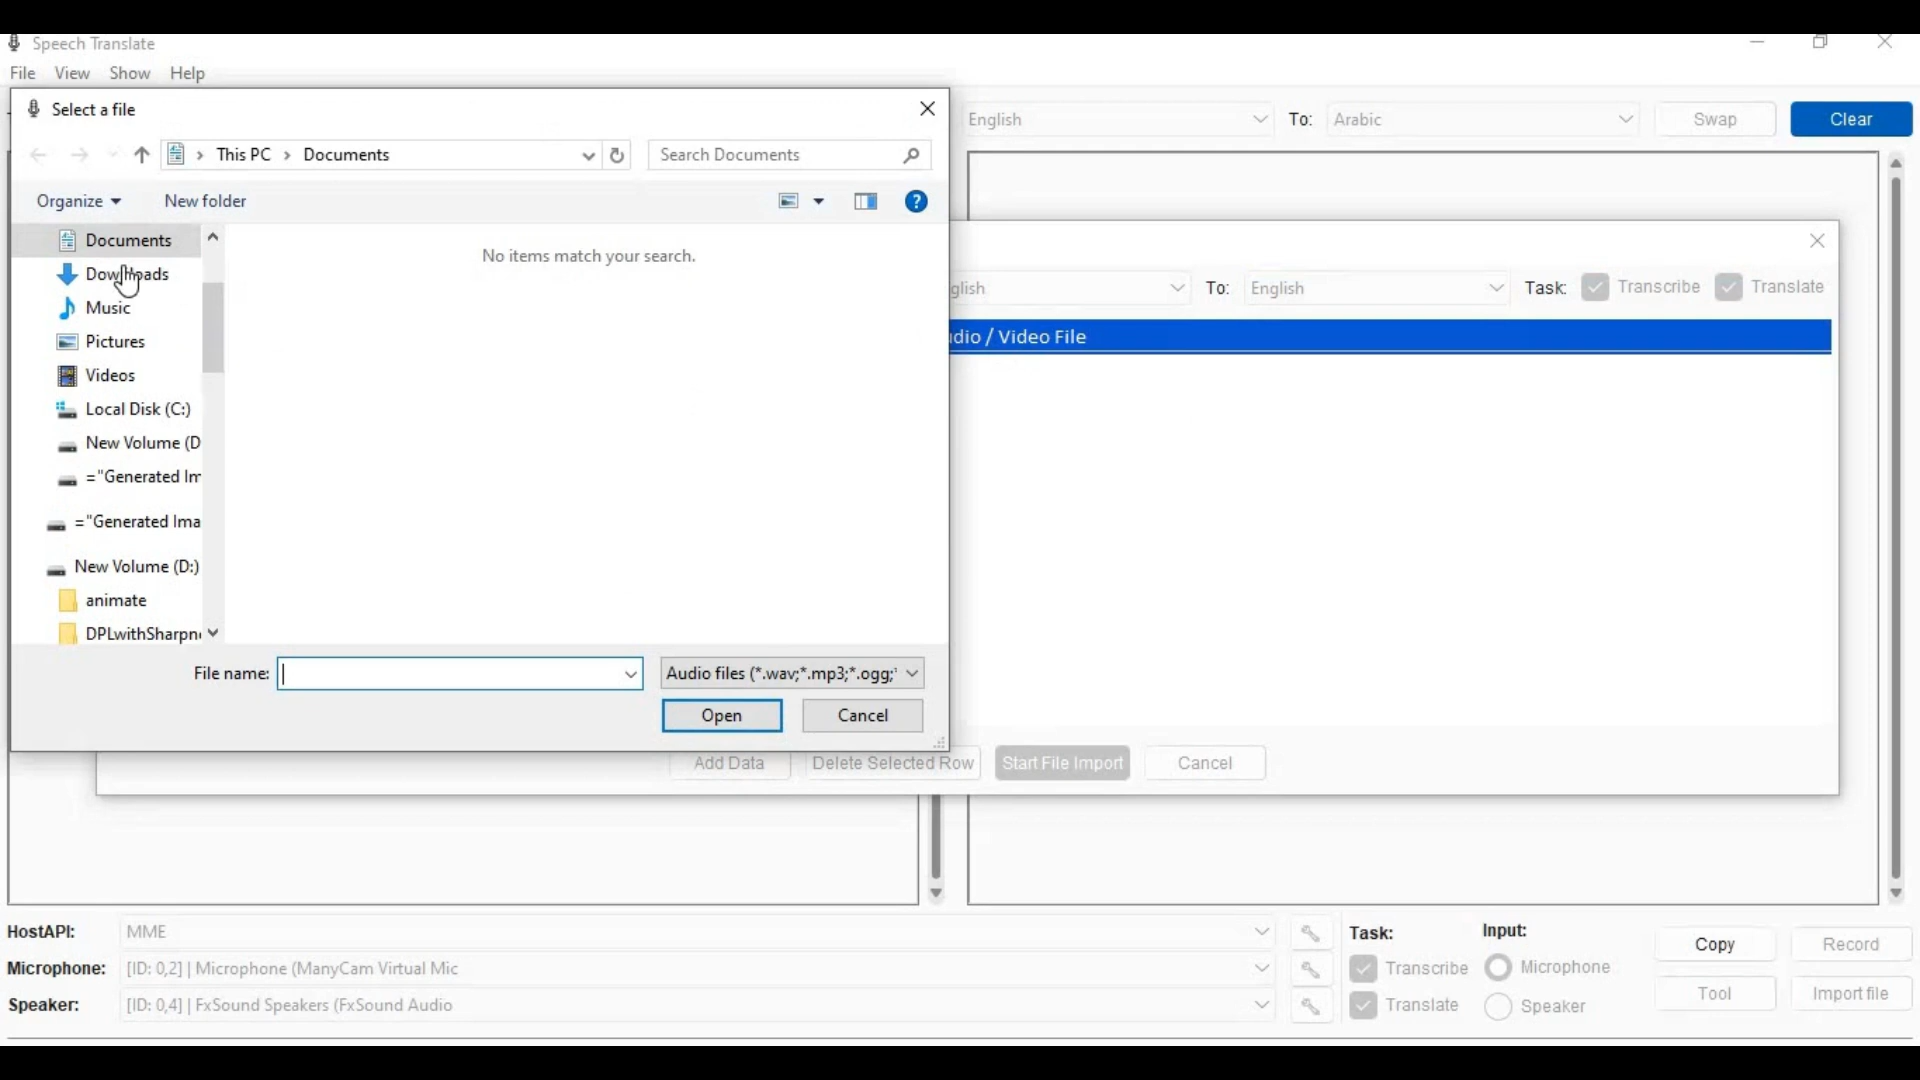 Speech Translate
File View Show Help
Select a file
English To: Arabic Swap Clear
This PC > Documents Search Documents
Organize New folder
Documents
No items match your search.
Downloads
Music
Pictures
Videos
Local Disk (C:)
New Volume (D
="Generated Im
="Generated Ima
New Volume (D:)
animate
DPLwithSharpn
File name: Audio files (*.wav;*.mp3;*.ogg;*
Open Cancel
glish To: English Task: Transcribe Translate
dio / Video File
Add Data Delete Selected Row Start File Import Cancel
HostAPI: MME
Microphone: [ID: 0,2] | Microphone (ManyCam Virtual Mic
Speaker: [ID: 0,4] | FxSound Speakers (FxSound Audio
Task: Input:
Transcribe Microphone
Translate Speaker
Copy Record
Tool Import file